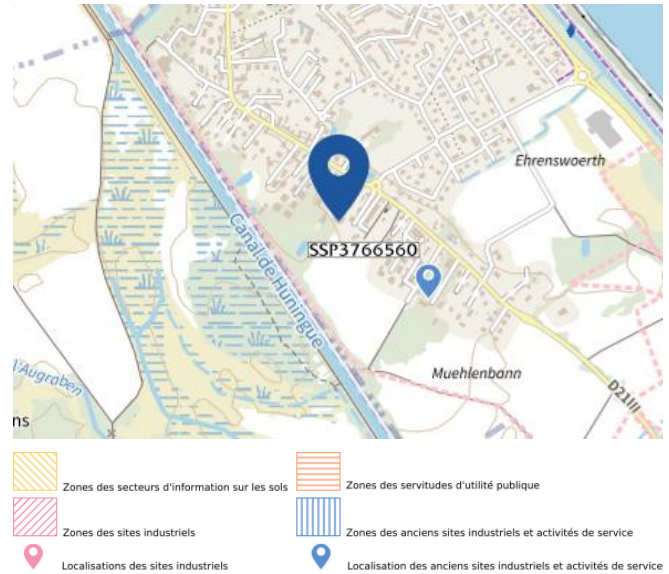 Ehrenswoerth
Canal de Huningue
SSP3766560
l'Augraben
Muehlenbann
D21III
ns
Zones des secteurs d'information sur les sols
Zones des servitudes d'utilité publique
Zones des sites industriels
Zones des anciens sites industriels et activités de service
Localisations des sites industriels
Localisation des anciens sites industriels et activités de service